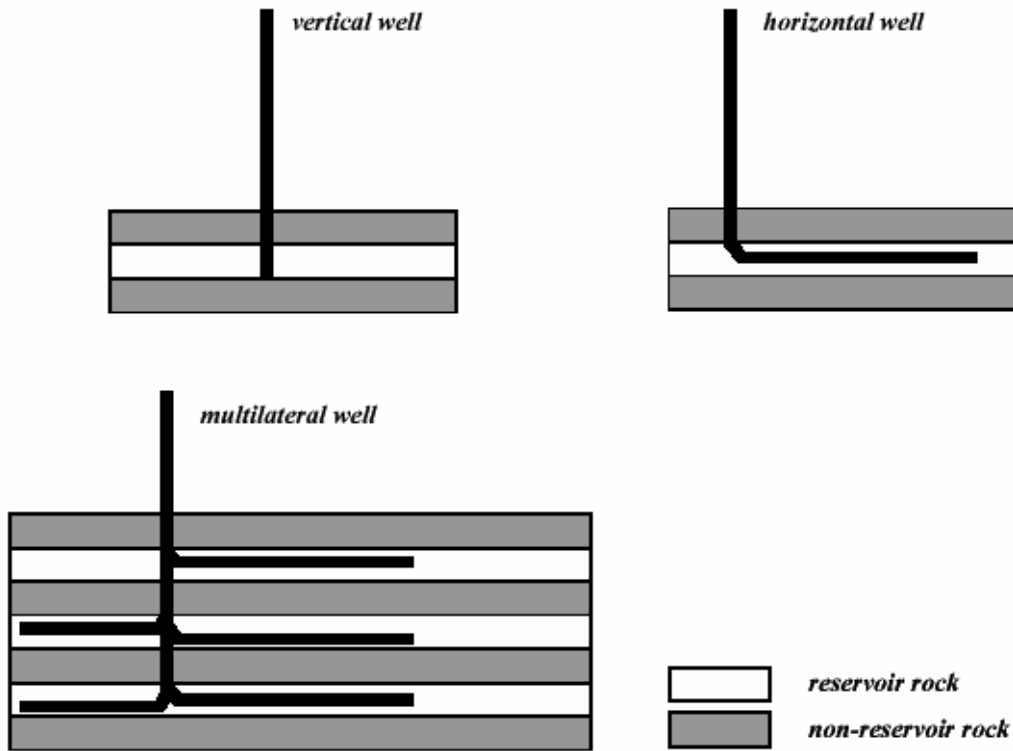 vertical well
horizontal well
multilateral well
reservoir rock
non-reservoir rock